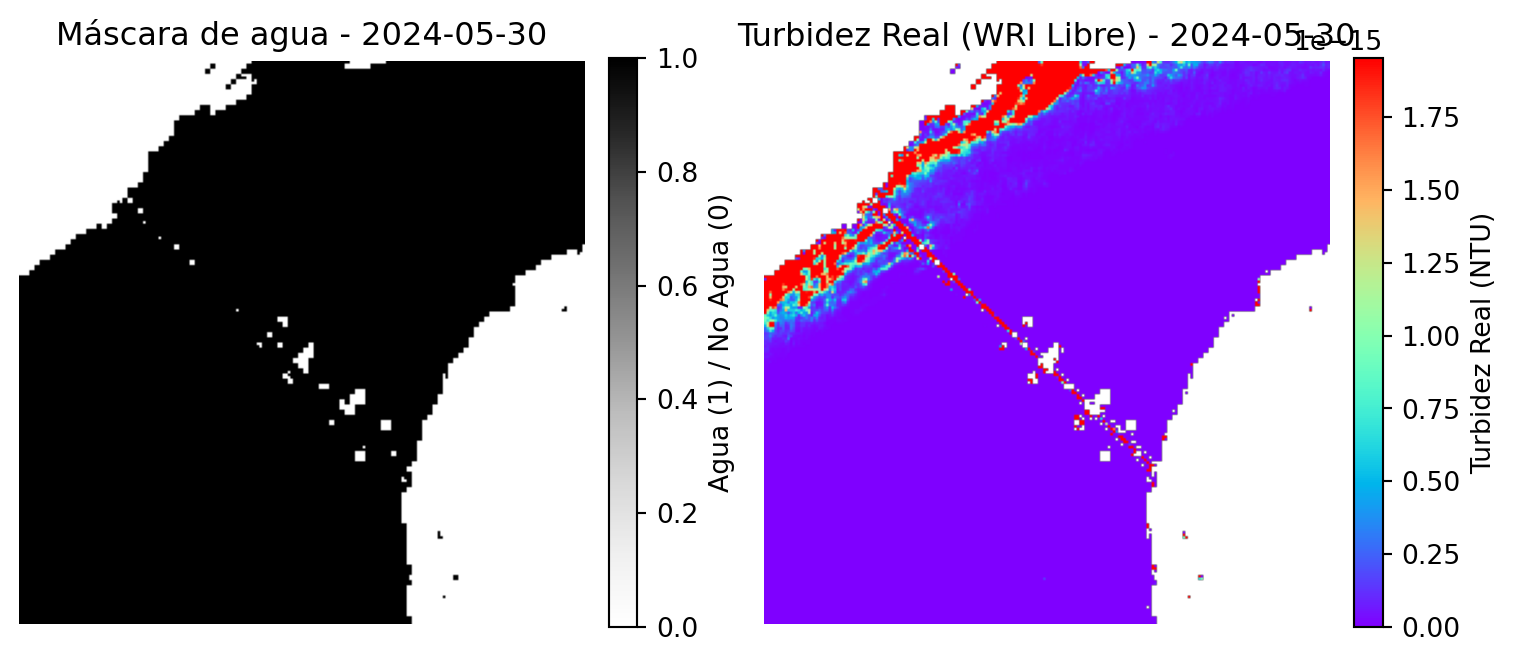 Máscara de agua - 2024-05-30
1.0
0.8
0.6
0.4
0.2
0.0
Agua (1) / No Agua (0)
Turbidez Real (WRI Libre) - 2024-05-30
1e−15
1.75
1.50
1.25
1.00
0.75
0.50
0.25
0.00
Turbidez Real (NTU)